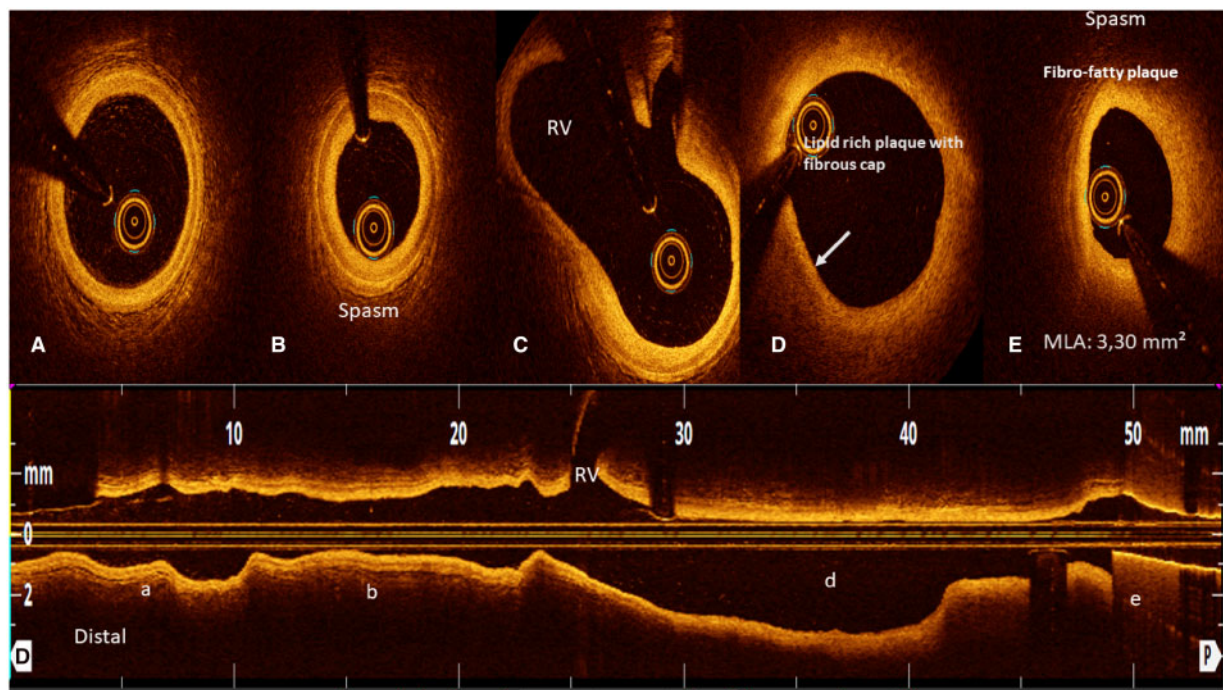 Spasm
Fibro-fatty plaque
RV
Lipid rich plaque with
fibrous cap
Spasm
A
B
C
D
E
MLA: 3,30 mm²
10
20
30
40
50
mm
mm
RV
0
a
b
d
e
2
Distal
D
P